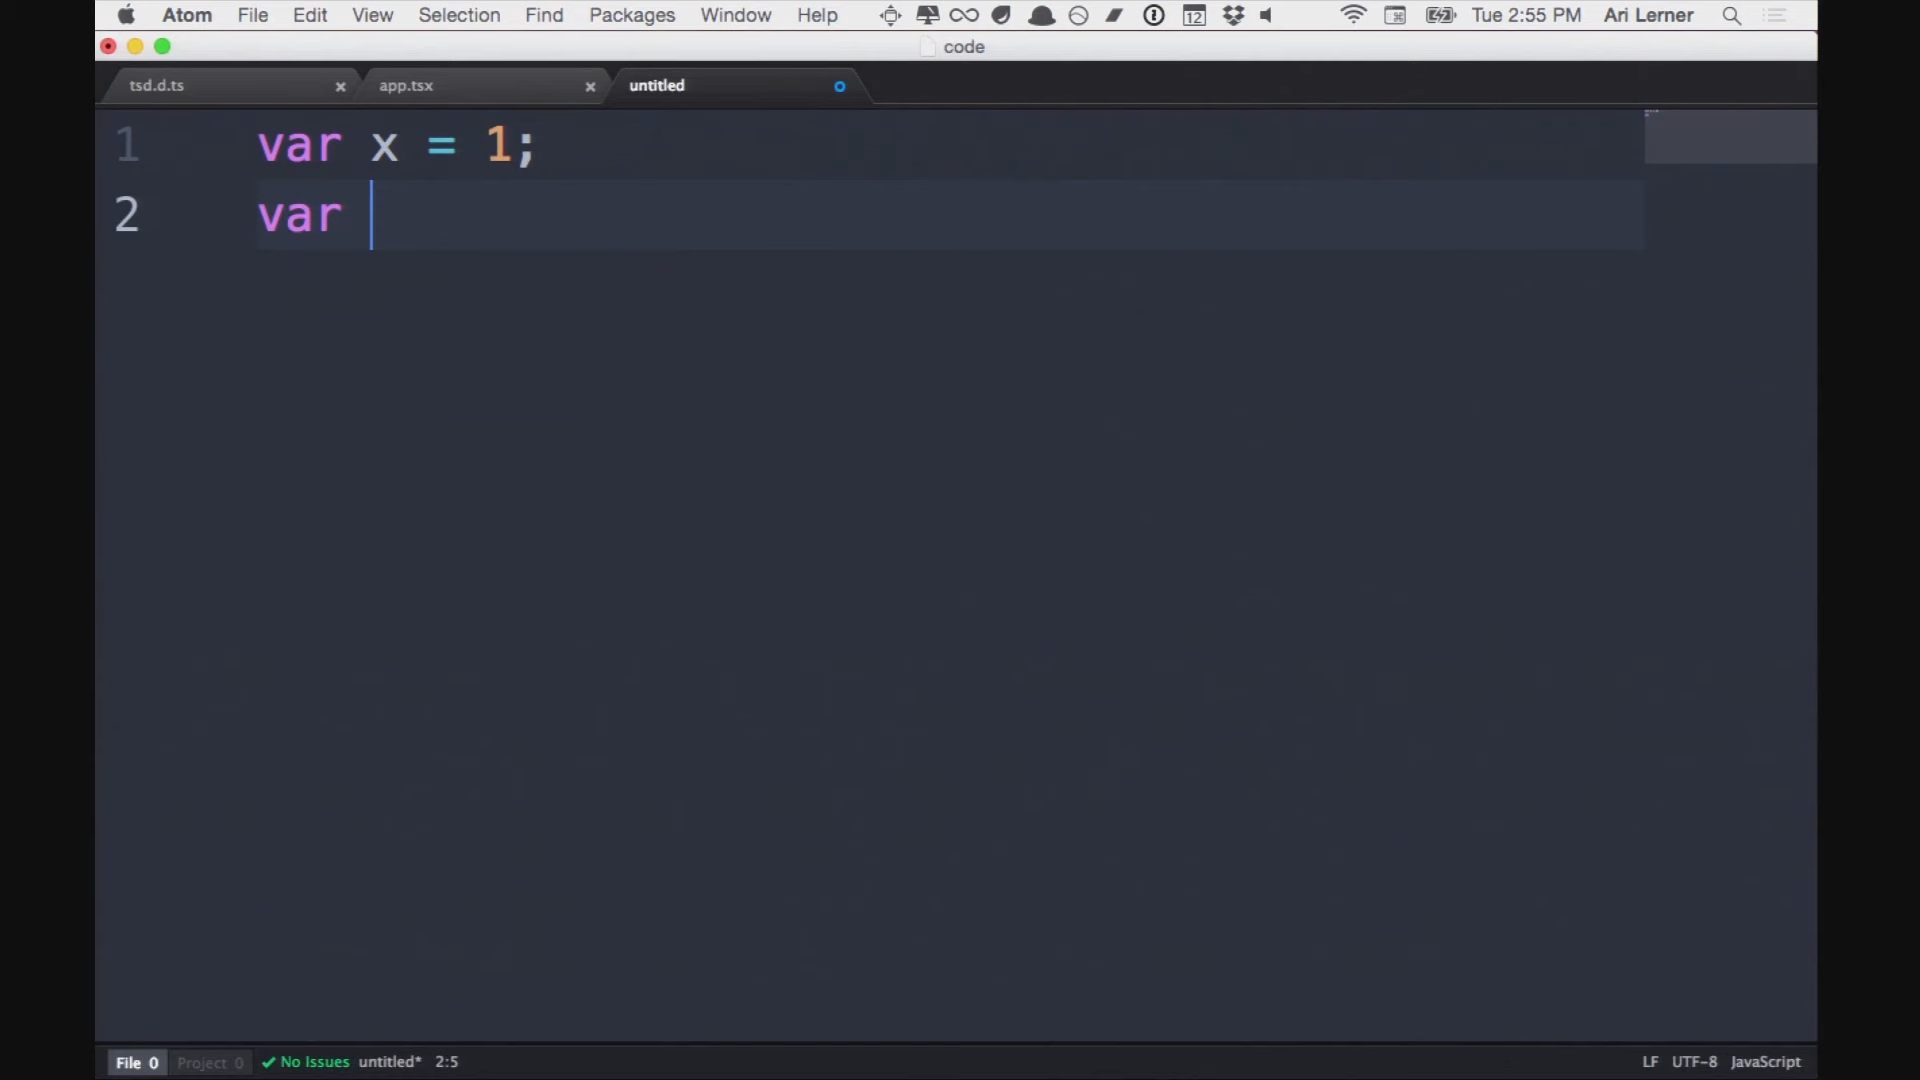 Atom File Edit View Selection Find Packages Window Help 12 Tue 2:55 PM Ari Lerner
code
tsd.d.ts app.tsx untitled
1 var x = 1;
2 var
File 0 Project 0 No Issues untitled* 2:5 LF UTF-8 JavaScript